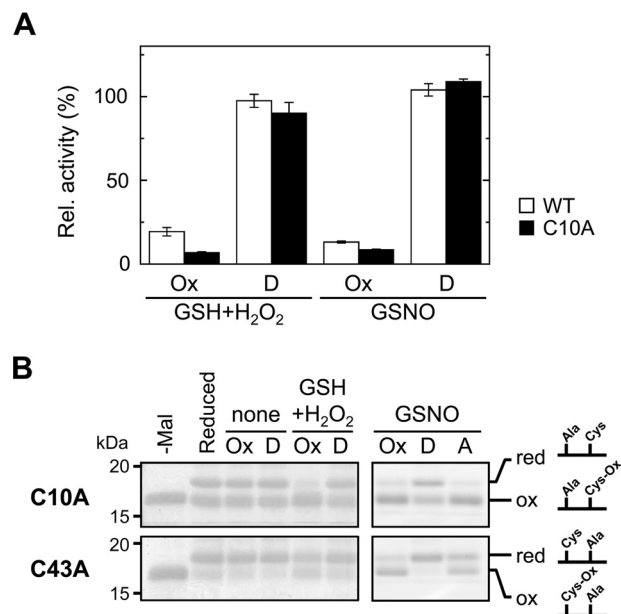 A
Rel. activity (%)
100
50
0
Ox D Ox D
GSH+H₂O₂ GSNO
WT
C10A
B
kDa
-Mal
Reduced
none
Ox D
GSH
+H₂O₂
Ox D
GSNO
Ox D A
C10A
20
15
red
ox
Ala Cys
Ala Cys-Ox
C43A
20
15
red
ox
Cys Ala
Cys-Ox Ala